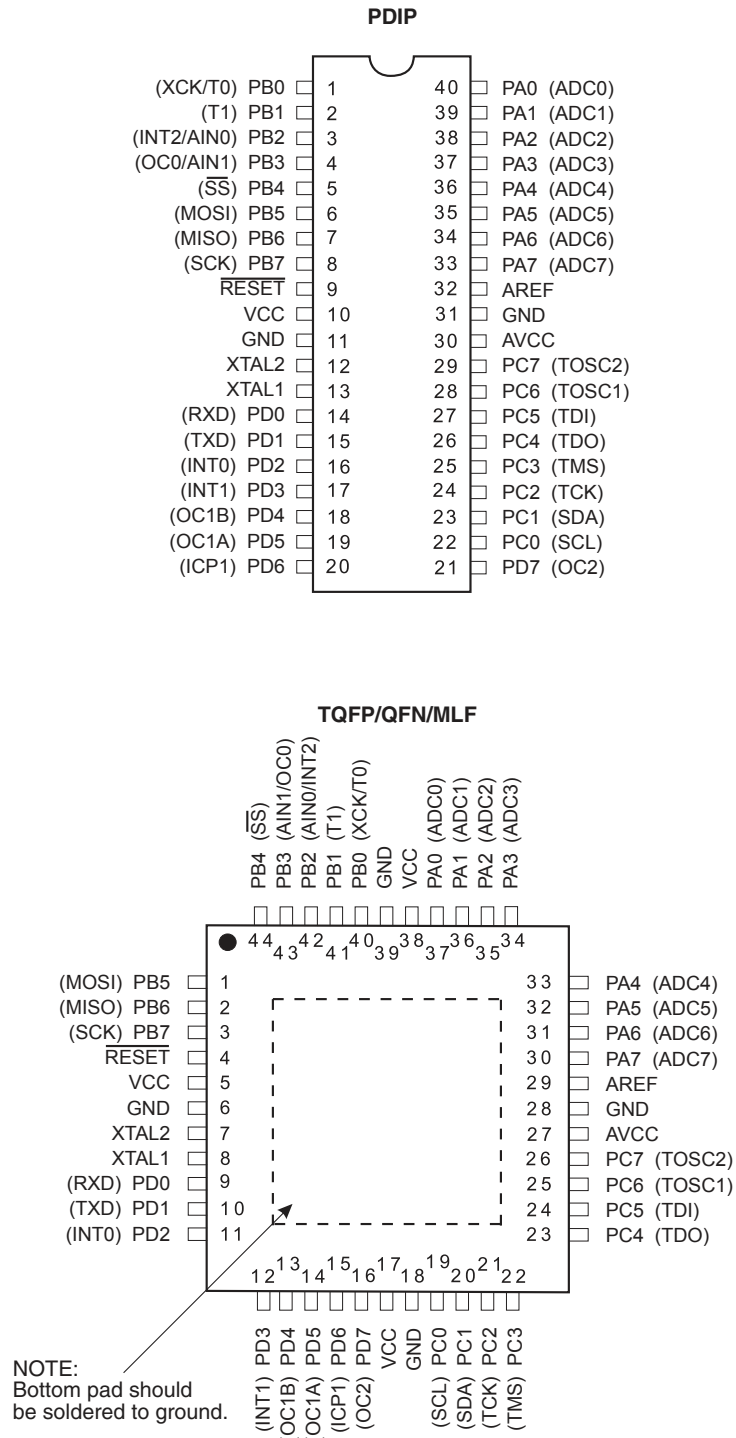 PDIP
(XCK/T0) PB0 1 40 PA0 (ADC0)
(T1) PB1 2 39 PA1 (ADC1)
(INT2/AIN0) PB2 3 38 PA2 (ADC2)
(OC0/AIN1) PB3 4 37 PA3 (ADC3)
(SS) PB4 5 36 PA4 (ADC4)
(MOSI) PB5 6 35 PA5 (ADC5)
(MISO) PB6 7 34 PA6 (ADC6)
(SCK) PB7 8 33 PA7 (ADC7)
RESET 9 32 AREF
VCC 10 31 GND
GND 11 30 AVCC
XTAL2 12 29 PC7 (TOSC2)
XTAL1 13 28 PC6 (TOSC1)
(RXD) PD0 14 27 PC5 (TDI)
(TXD) PD1 15 26 PC4 (TDO)
(INT0) PD2 16 25 PC3 (TMS)
(INT1) PD3 17 24 PC2 (TCK)
(OC1B) PD4 18 23 PC1 (SDA)
(OC1A) PD5 19 22 PC0 (SCL)
(ICP1) PD6 20 21 PD7 (OC2)
TQFP/QFN/MLF
PB4 (SS)
PB3 (AIN1/OC0)
PB2 (AIN0/INT2)
PB1 (T1)
PB0 (XCK/T0)
GND
VCC
PA0 (ADC0)
PA1 (ADC1)
PA2 (ADC2)
PA3 (ADC3)
44 43 42 41 40 39 38 37 36 35 34
(MOSI) PB5 1 33 PA4 (ADC4)
(MISO) PB6 2 32 PA5 (ADC5)
(SCK) PB7 3 31 PA6 (ADC6)
RESET 4 30 PA7 (ADC7)
VCC 5 29 AREF
GND 6 28 GND
XTAL2 7 27 AVCC
XTAL1 8 26 PC7 (TOSC2)
(RXD) PD0 9 25 PC6 (TOSC1)
(TXD) PD1 10 24 PC5 (TDI)
(INT0) PD2 11 23 PC4 (TDO)
12 13 14 15 16 17 18 19 20 21 22
(INT1) PD3
OC1B) PD4
OC1A) PD5
(ICP1) PD6
(OC2) PD7
VCC
GND
(SCL) PC0
(SDA) PC1
(TCK) PC2
(TMS) PC3
NOTE:
Bottom pad should
be soldered to ground.